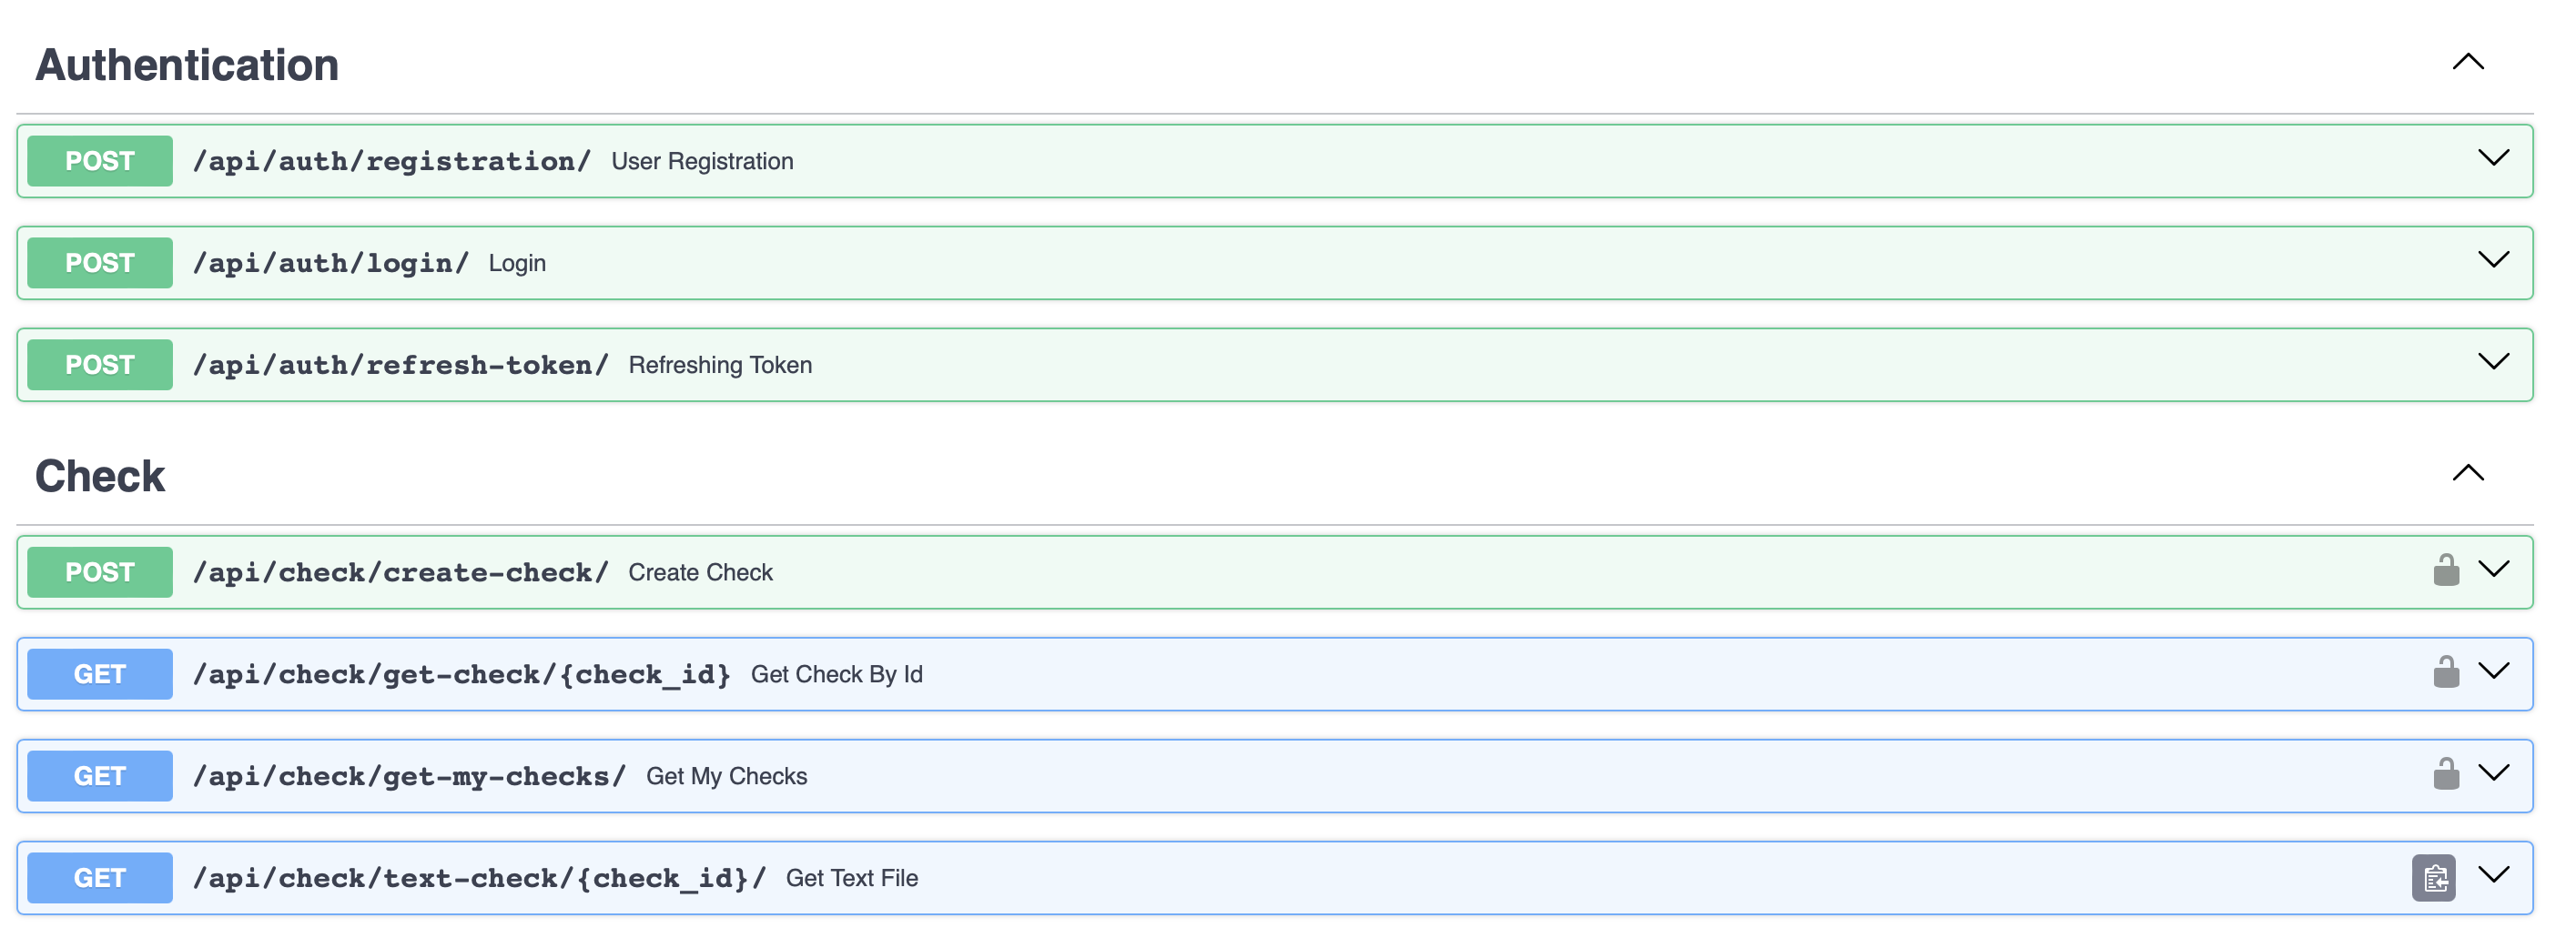 Authentication
POST /api/auth/registration/ User Registration
POST /api/auth/login/ Login
POST /api/auth/refresh-token/ Refreshing Token
Check
POST /api/check/create-check/ Create Check
GET /api/check/get-check/{check_id} Get Check By Id
GET /api/check/get-my-checks/ Get My Checks
GET /api/check/text-check/{check_id}/ Get Text File